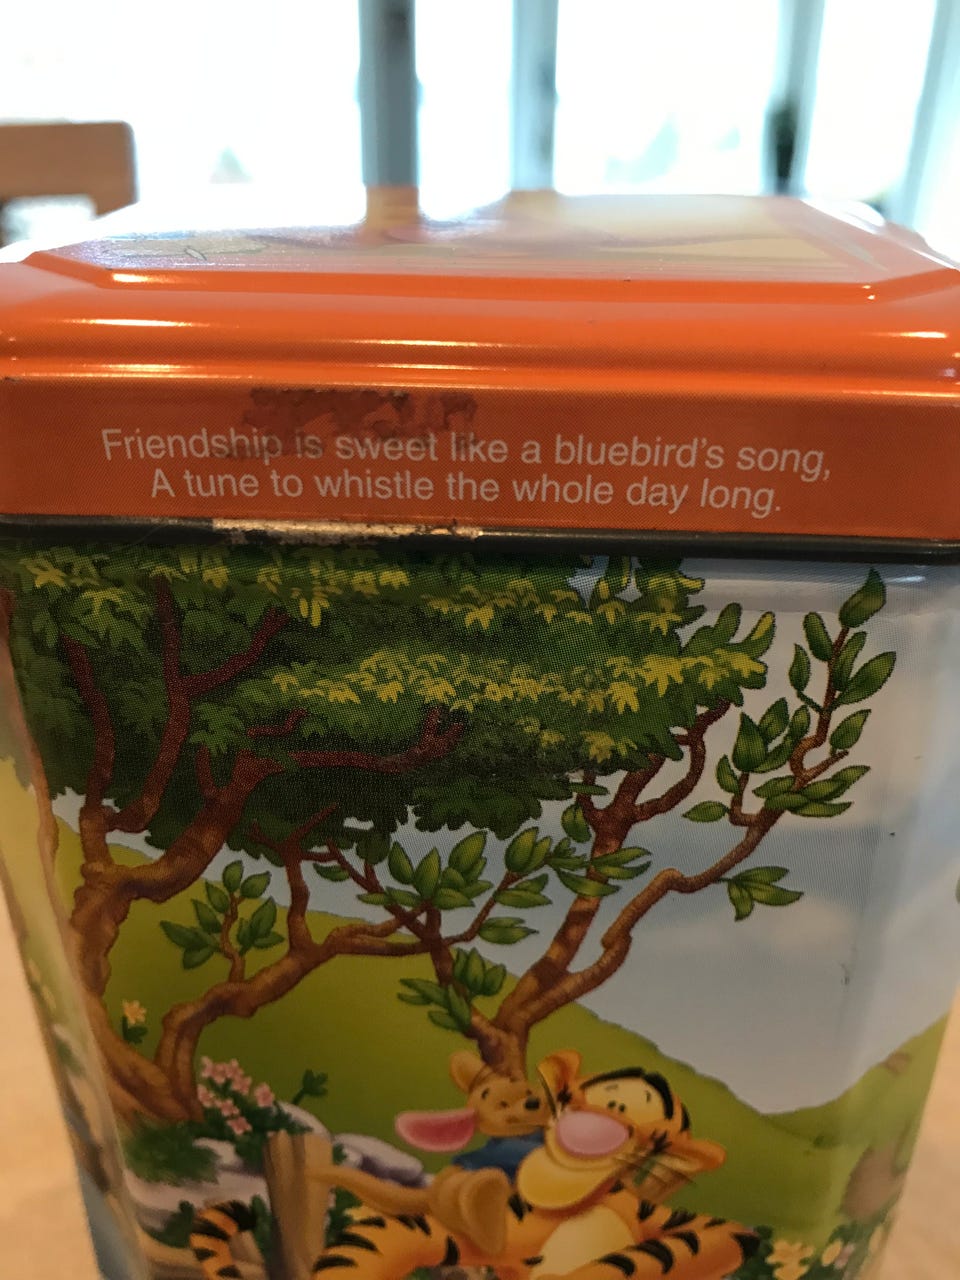 Friendship is sweet like a bluebird's song,
A tune to whistle the whole day long.